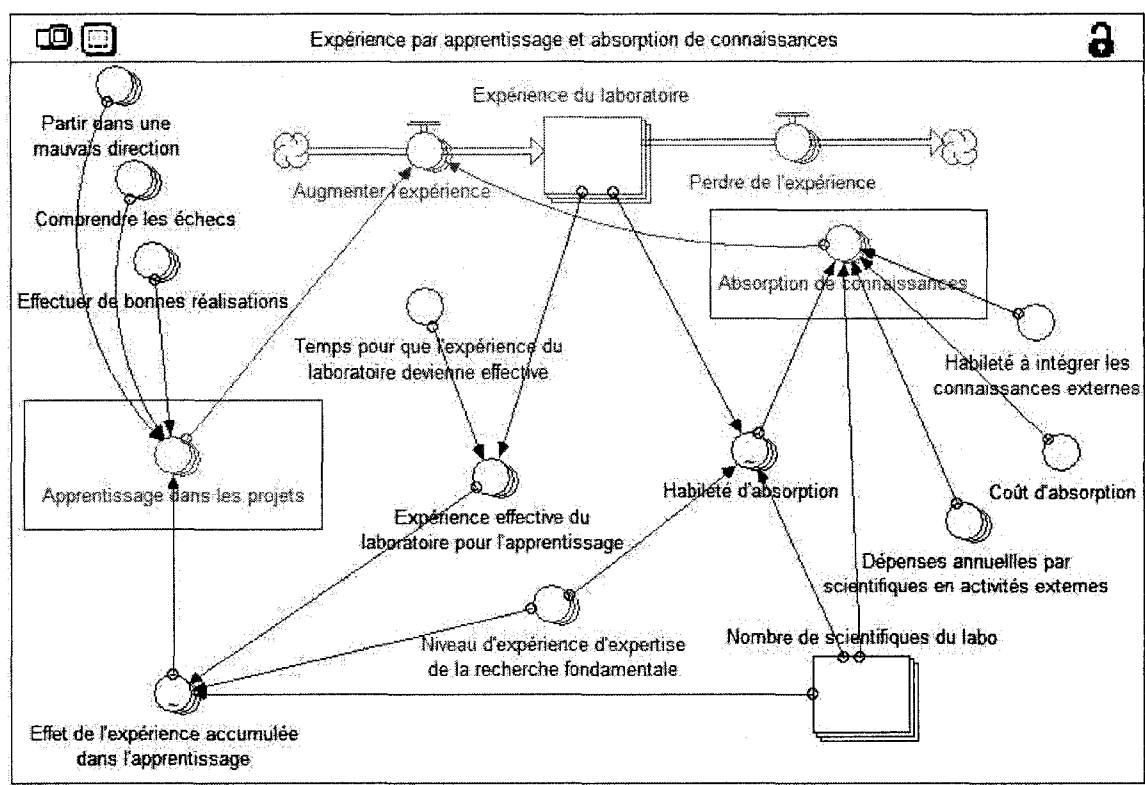 Expérience par apprentissage et absorption de connaissances
Partir dans une
mauvais direction
Expérience du laboratoire
Augmenter l'expérience
Perdre de l'expérience
Comprendre les échecs
Absorption de connaissances
Effectuer de bonnes réalisations
Temps pour que l'expérience du
laboratoire devienne effective
Habileté à intégrer les
connaissances externes
Apprentissage dans les projets
Habileté d'absorption
Coût d'absorption
Expérience effective du
laboratoire pour l'apprentissage
Dépenses annuellles par
scientifiques en activités externes
Niveau d'expérience d'expertise
de la recherche fondamentale
Nombre de scientifiques du labo
Effet de l'expérience accumulée
dans l'apprentissage